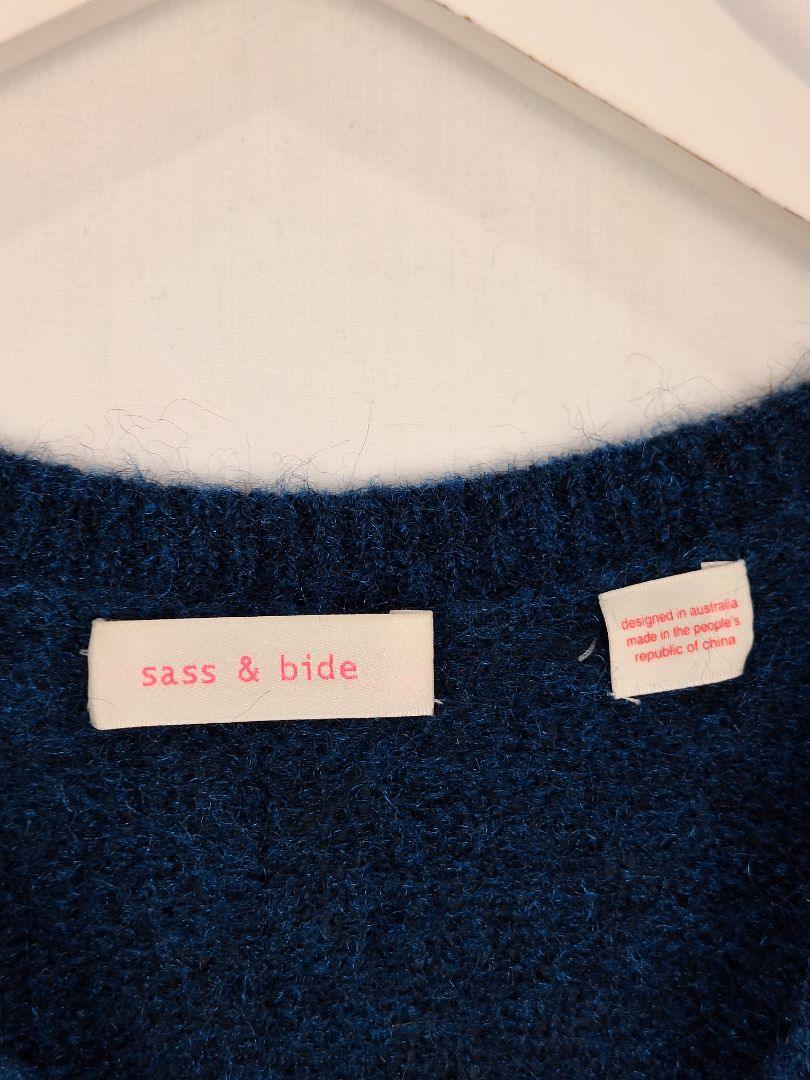 sass & bide
designed in australia
made in the people's
republic of china